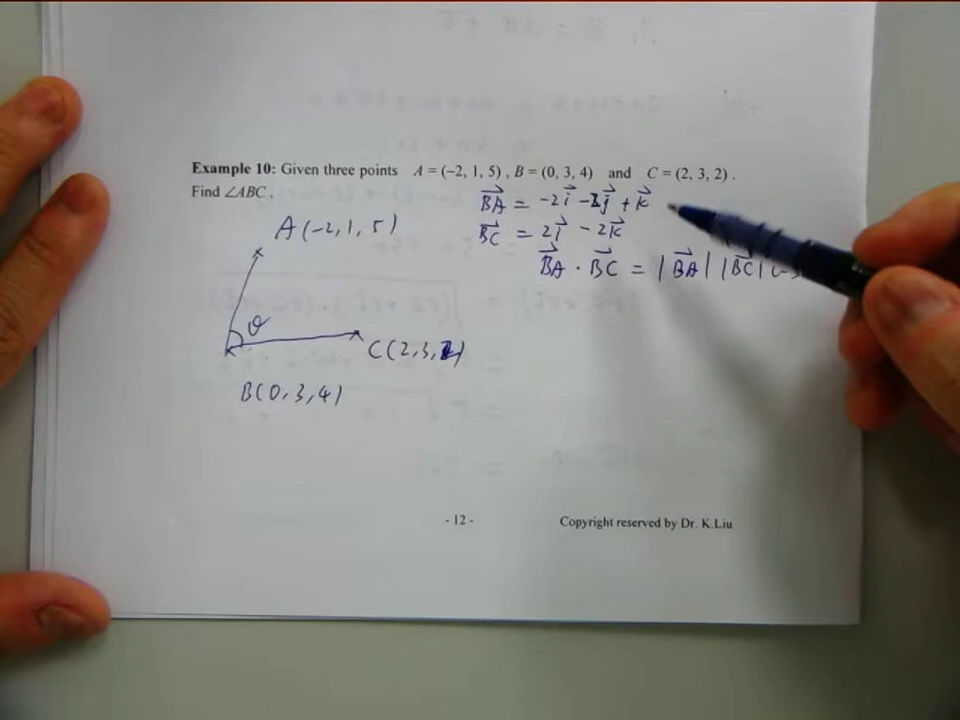 Example 10: Given three points A = (−2, 1, 5) , B = (0, 3, 4) and C = (2, 3, 2) .
Find ∠ABC.
BA⃗ = -2i⃗ -2j⃗ + k⃗
BC⃗ = 2i⃗ - 2k⃗
BA⃗ · BC⃗ = |BA⃗| |BC⃗|
A(-2, 1, 5)
θ
C(2, 3, 2)
B(0, 3, 4)
- 12 -
Copyright reserved by Dr. K.Liu